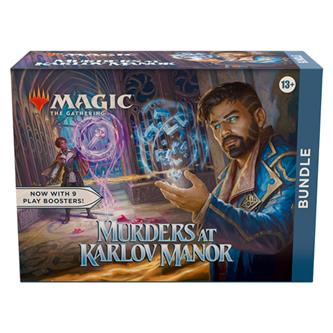 MAGIC
THE GATHERING
13+
NOW WITH 9
PLAY BOOSTERS!
BUNDLE
MURDERS AT
KARLOV MANOR